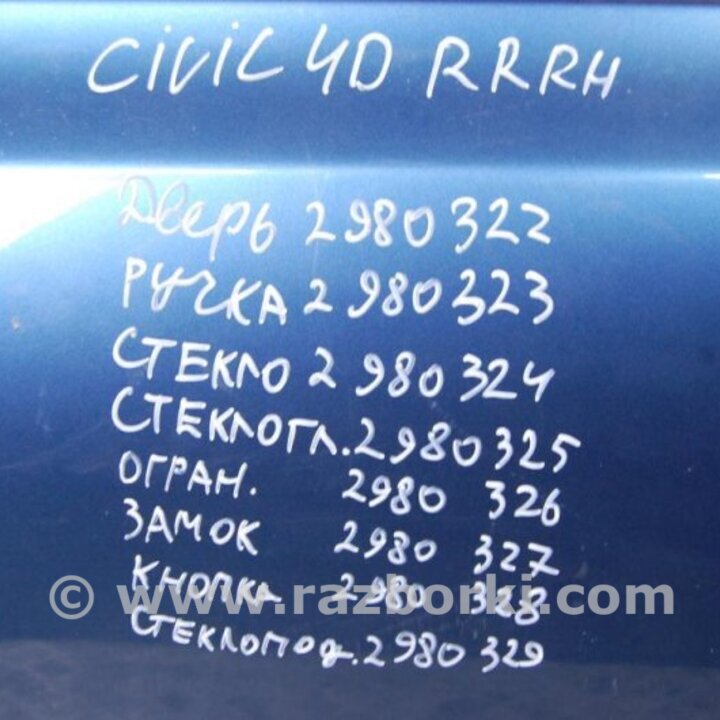 CIVIC 4D RRRH
Дверь 2980322
РУЧКА 2980323
СТЕКЛО 2980324
СТЕКЛОГЛ. 2980325
ОГРАН. 2980 326
ЗАМОК 2980 327
КНОПКА 2980 328
© www.razborki.com
СТЕКЛОПОД. 2980 329